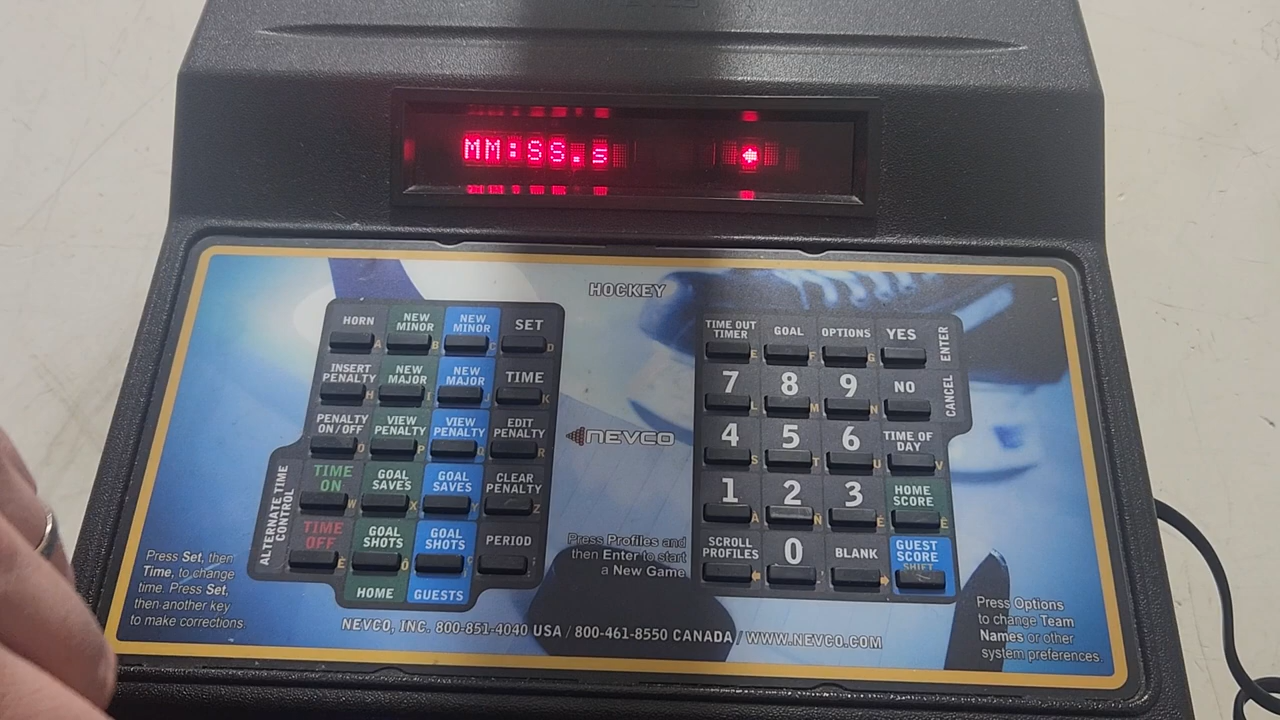 MM:SS.s
HOCKEY
HORN
NEW
MINOR
NEW
MINOR
SET
A
B
C
D
INSERT
PENALTY
NEW
MAJOR
NEW
MAJOR
TIME
H
I
J
K
PENALTY
ON/OFF
VIEW
PENALTY
VIEW
PENALTY
EDIT
PENALTY
O
P
Q
R
ALTERNATE TIME
CONTROL
TIME
ON
GOAL
SAVES
GOAL
SAVES
CLEAR
PENALTY
W
X
Y
Z
TIME
OFF
GOAL
SHOTS
GOAL
SHOTS
PERIOD
HOME
GUESTS
NEVCO
TIME OUT
TIMER
GOAL
OPTIONS
YES
ENTER
E
F
G
7
8
9
NO
CANCEL
L
M
N
4
5
6
TIME OF
DAY
S
T
U
V
1
2
3
HOME
SCORE
SCROLL
PROFILES
0
BLANK
GUEST
SCORE
SHIFT
Press Set, then
Time, to change
time. Press Set,
then another key
to make corrections.
Press Profiles and
then Enter to start
a New Game
Press Options
to change Team
Names or other
system preferences.
NEVCO, INC. 800-851-4040 USA / 800-461-8550 CANADA / WWW.NEVCO.COM